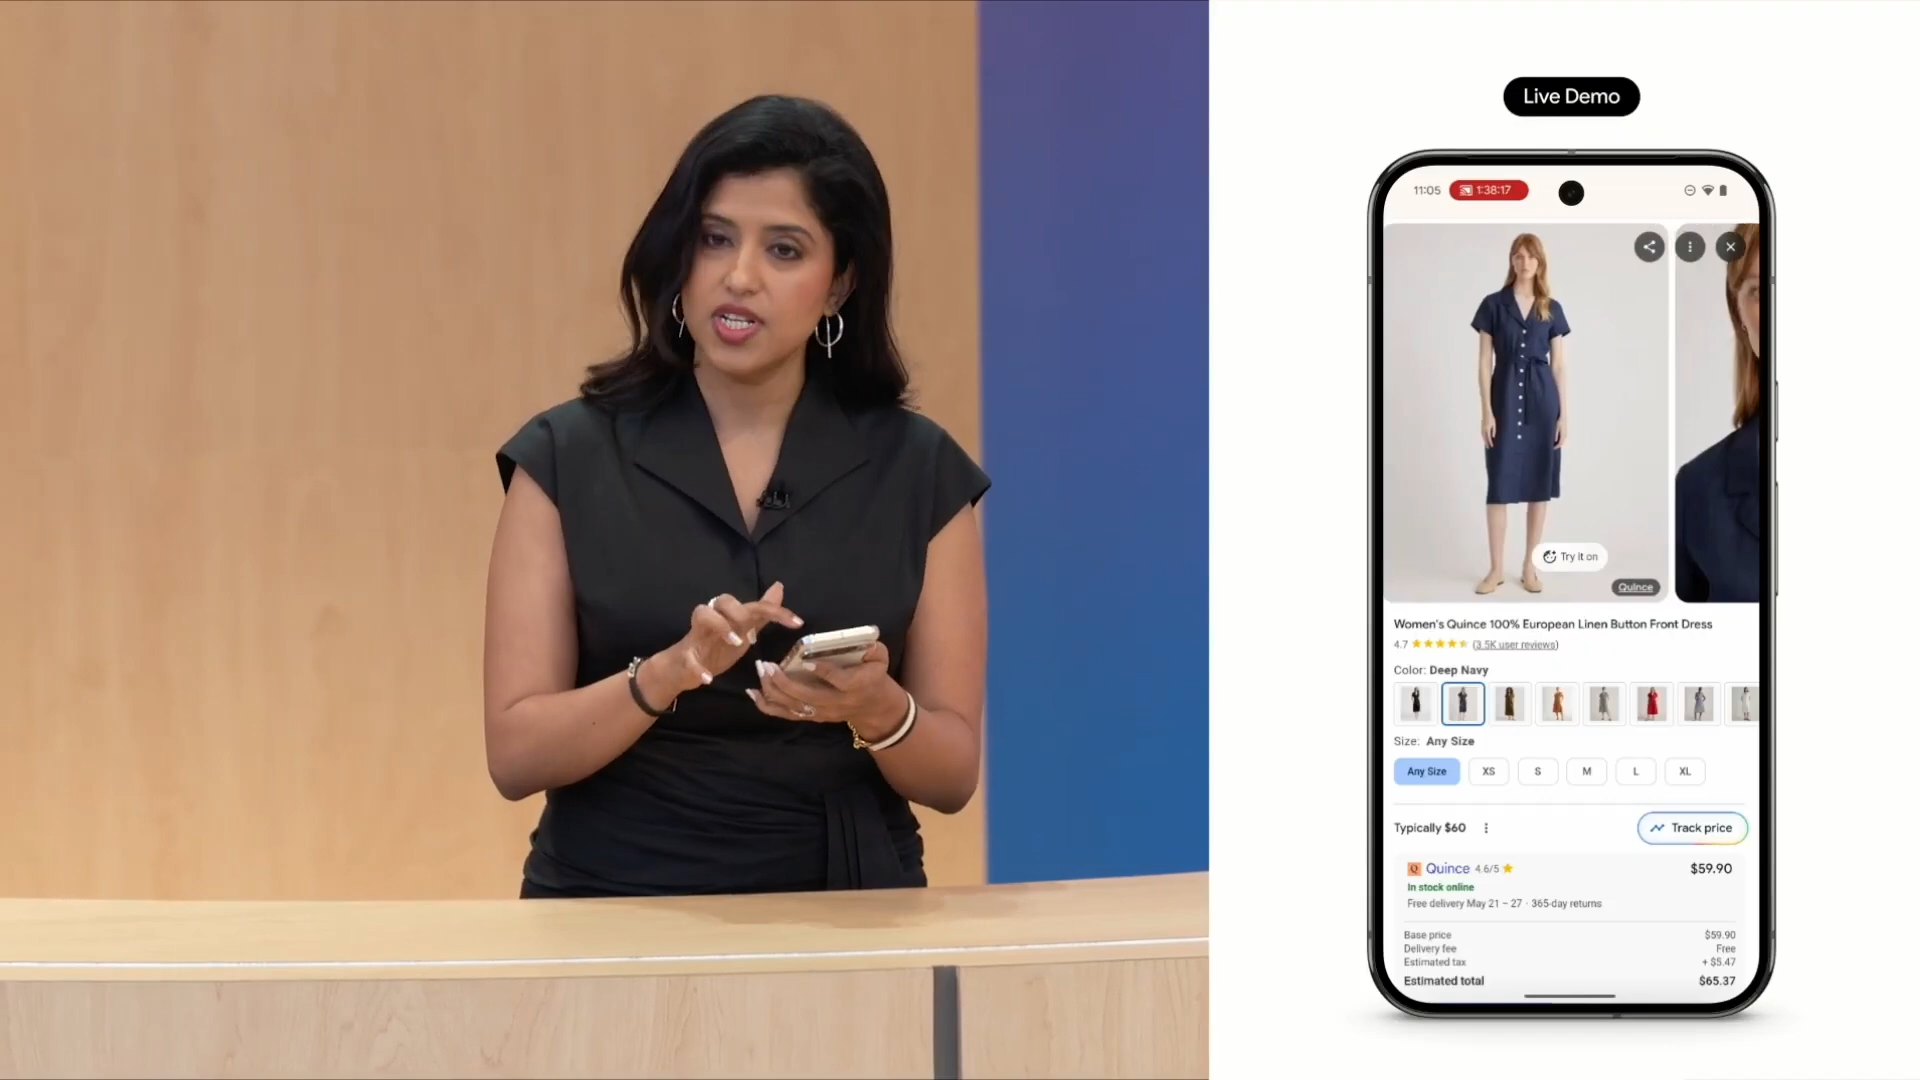 Live Demo
11:05
1:38:17
Try it on
Quince
Women's Quince 100% European Linen Button Front Dress
4.7 (3.5K user reviews)
Color: Deep Navy
Size: Any Size
Any Size XS S M L XL
Typically $60
Track price
Q Quince 4.6/5 $59.90
In stock online
Free delivery May 21 – 27 · 365-day returns
Base price $59.90
Delivery fee Free
Estimated tax + $5.47
Estimated total $65.37